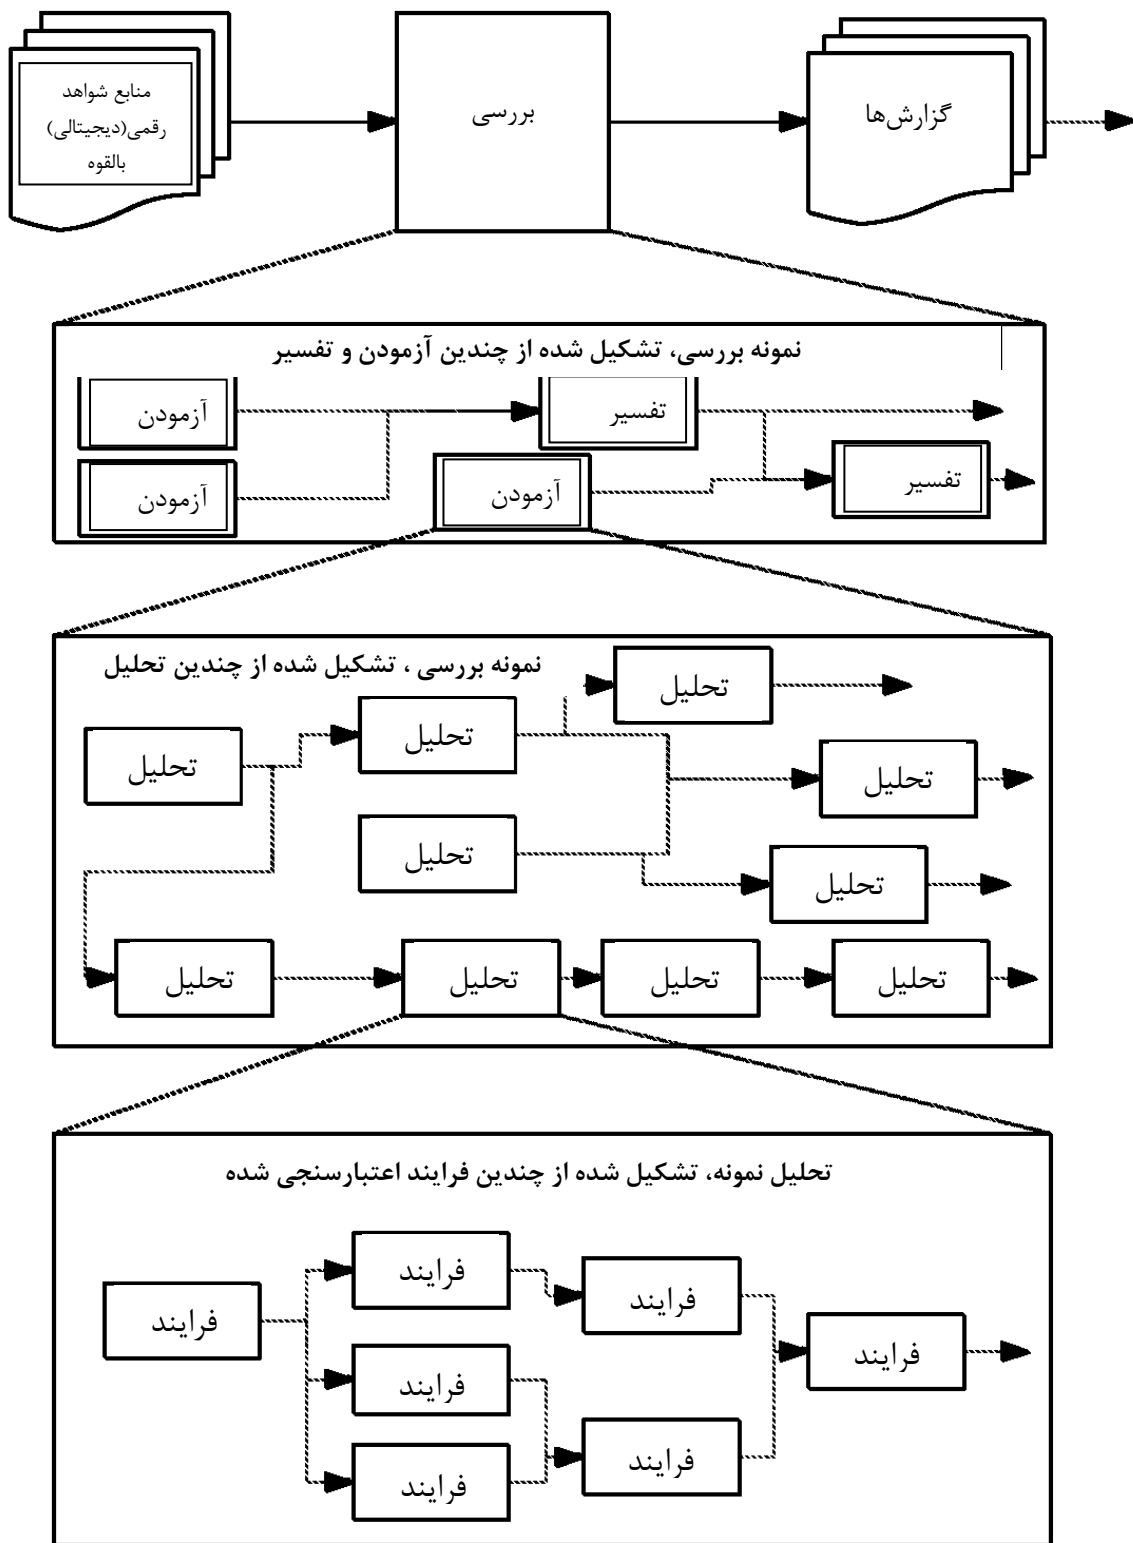 منابع شواهد
رقمی(دیجیتالی)
بالقوه
بررسی
گزارش‌ها
نمونه بررسی، تشکیل شده از چندین آزمودن و تفسیر
آزمودن
تفسیر
آزمودن
آزمودن
تفسیر
نمونه بررسی ، تشکیل شده از چندین تحلیل
تحلیل
تحلیل
تحلیل
تحلیل
تحلیل
تحلیل
تحلیل
تحلیل
تحلیل
تحلیل
تحلیل نمونه، تشکیل شده از چندین فرایند اعتبارسنجی شده
فرایند
فرایند
فرایند
فرایند
فرایند
فرایند
فرایند